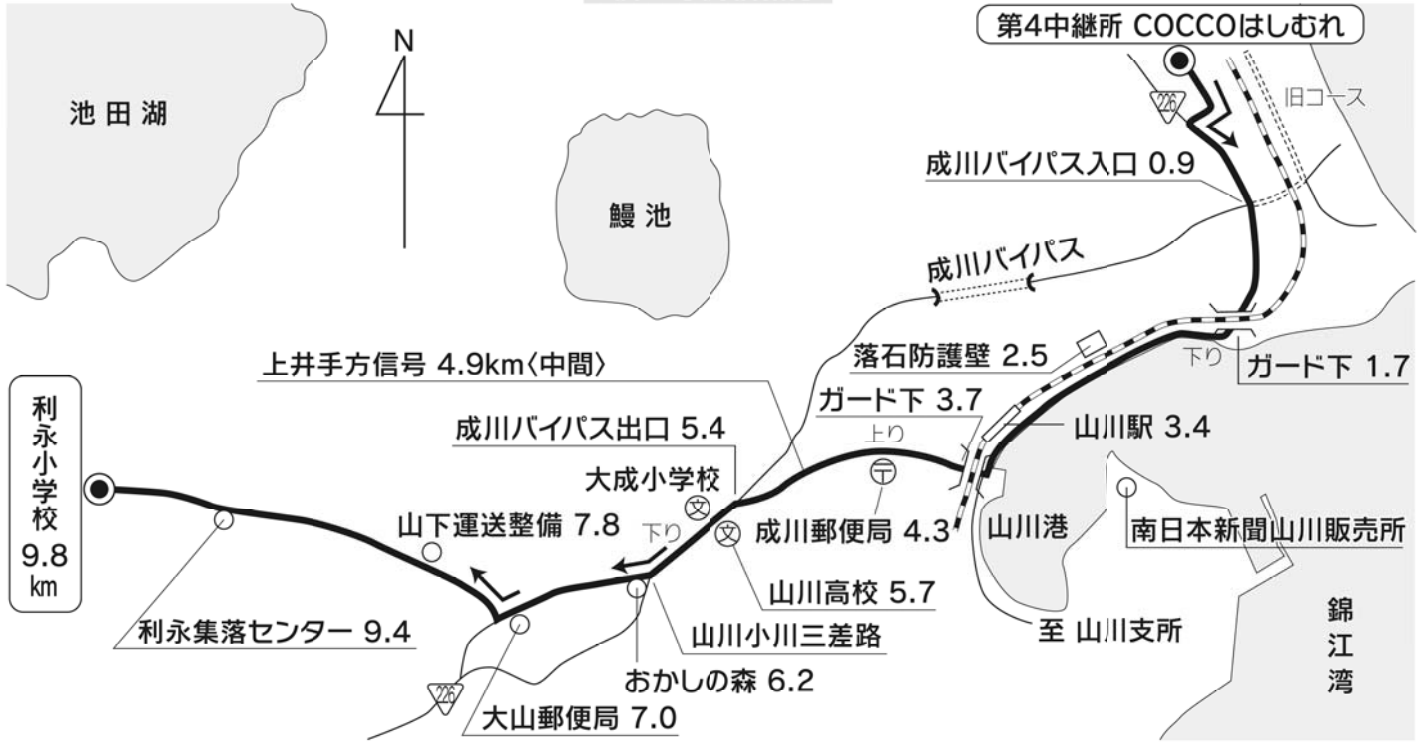 第4中継所 COCCOはしむれ
N
池田湖
226
旧コース
成川バイパス入口 0.9
鰻池
成川バイパス
上井手方信号 4.9km〈中間〉
落石防護壁 2.5
下り
ガード下 1.7
ガード下 3.7
利永小学校
9.8
km
成川バイパス出口 5.4
上り
山川駅 3.4
大成小学校
文
〒
山下運送整備 7.8
下り
文
成川郵便局 4.3
山川港
南日本新聞山川販売所
山川高校 5.7
利永集落センター 9.4
山川小川三差路
至 山川支所
錦江湾
おかしの森 6.2
226
大山郵便局 7.0